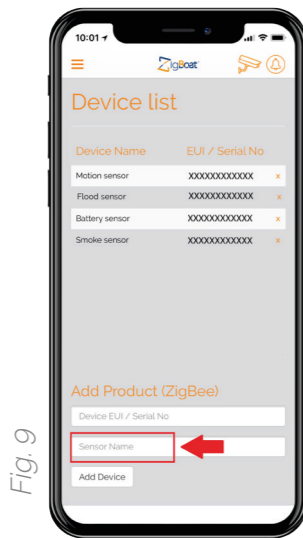 10:01
ZigBoat
Device list
Device Name EUI / Serial No
Motion sensor XXXXXXXXXXXX x
Flood sensor XXXXXXXXXXXX x
Battery sensor XXXXXXXXXXXX x
Smoke sensor XXXXXXXXXXXX x
Add Product (ZigBee)
Device EUI / Serial No
Sensor Name
Add Device
Fig. 9